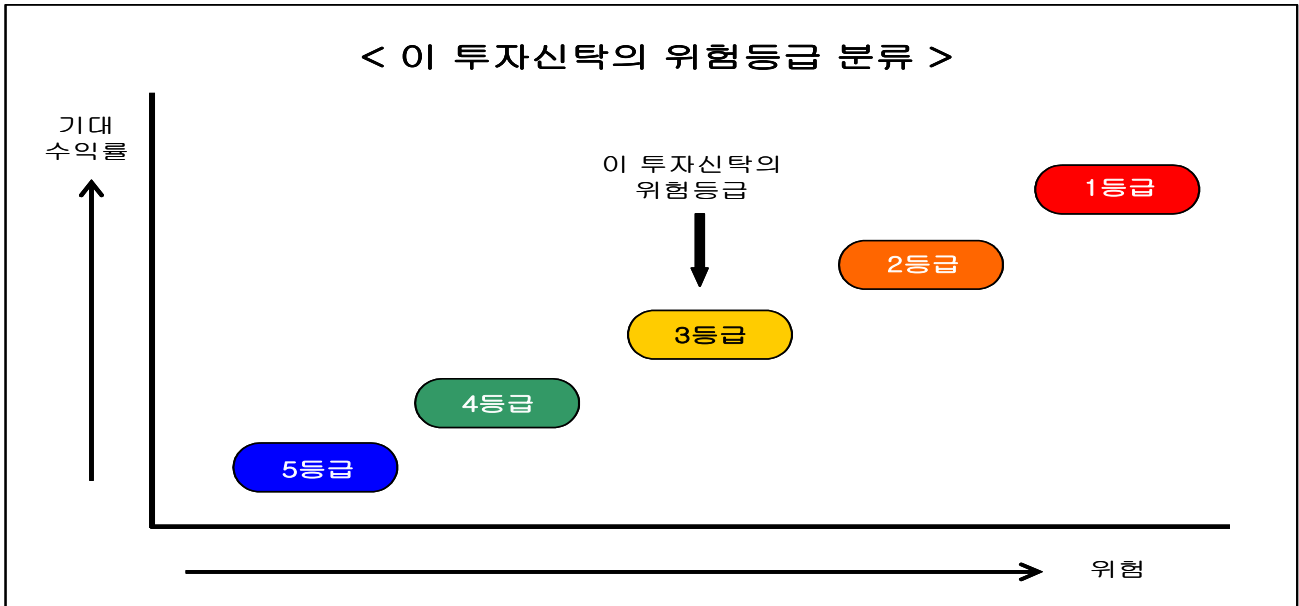 < 이 투자신탁의 위험등급 분류 >
기대
수익률
이 투자신탁의
위험등급
1등급
2등급
3등급
4등급
5등급
위험